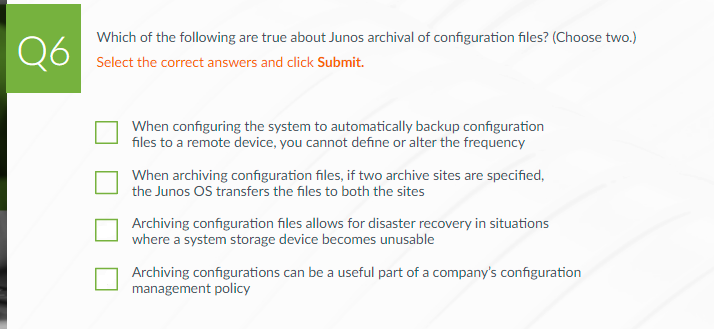 Q6
Which of the following are true about Junos archival of configuration files? (Choose two.)
Select the correct answers and click Submit.
When configuring the system to automatically backup configuration
files to a remote device, you cannot define or alter the frequency
When archiving configuration files, if two archive sites are specified,
the Junos OS transfers the files to both the sites
Archiving configuration files allows for disaster recovery in situations
where a system storage device becomes unusable
Archiving configurations can be a useful part of a company's configuration
management policy